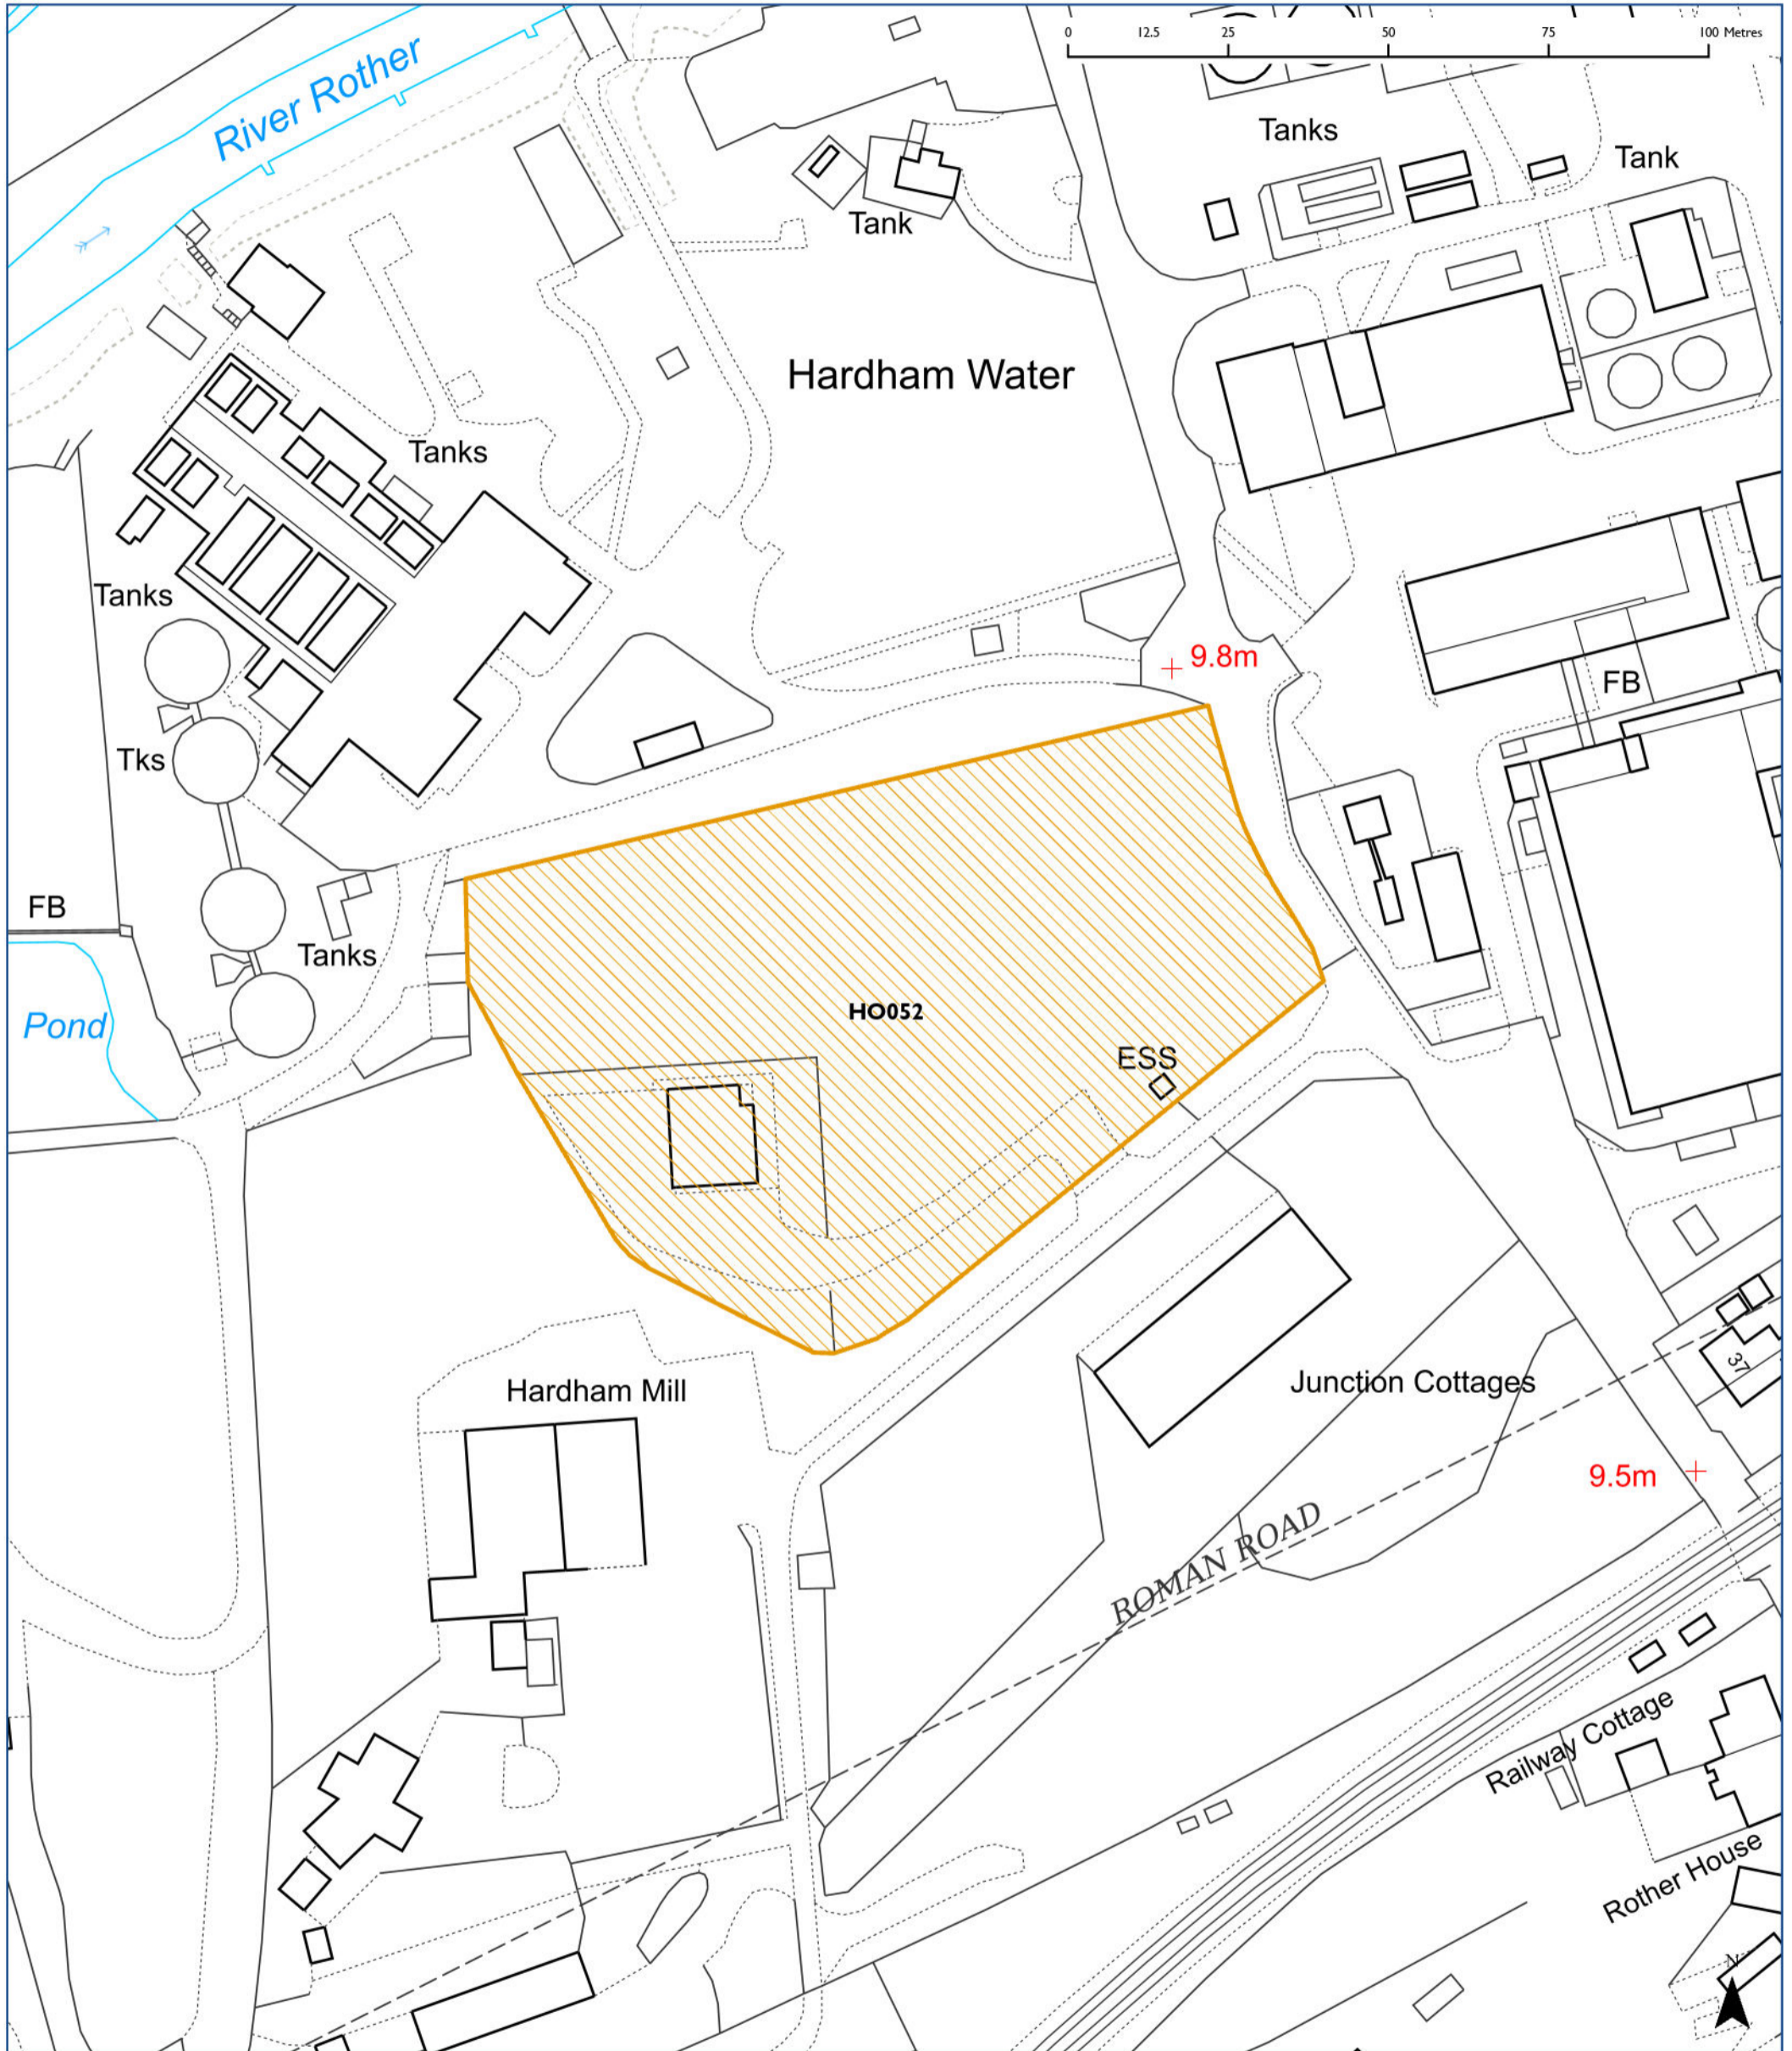 0 12.5 25 50 75 100 Metres
River Rother
Tanks
Tank
Tank
Hardham Water
Tanks
Tanks
9.8m
FB
Tks
FB
Tanks
HO052
Pond
ESS
Hardham Mill
Junction Cottages
37
9.5m
ROMAN ROAD
Railway Cottage
Rother House
N